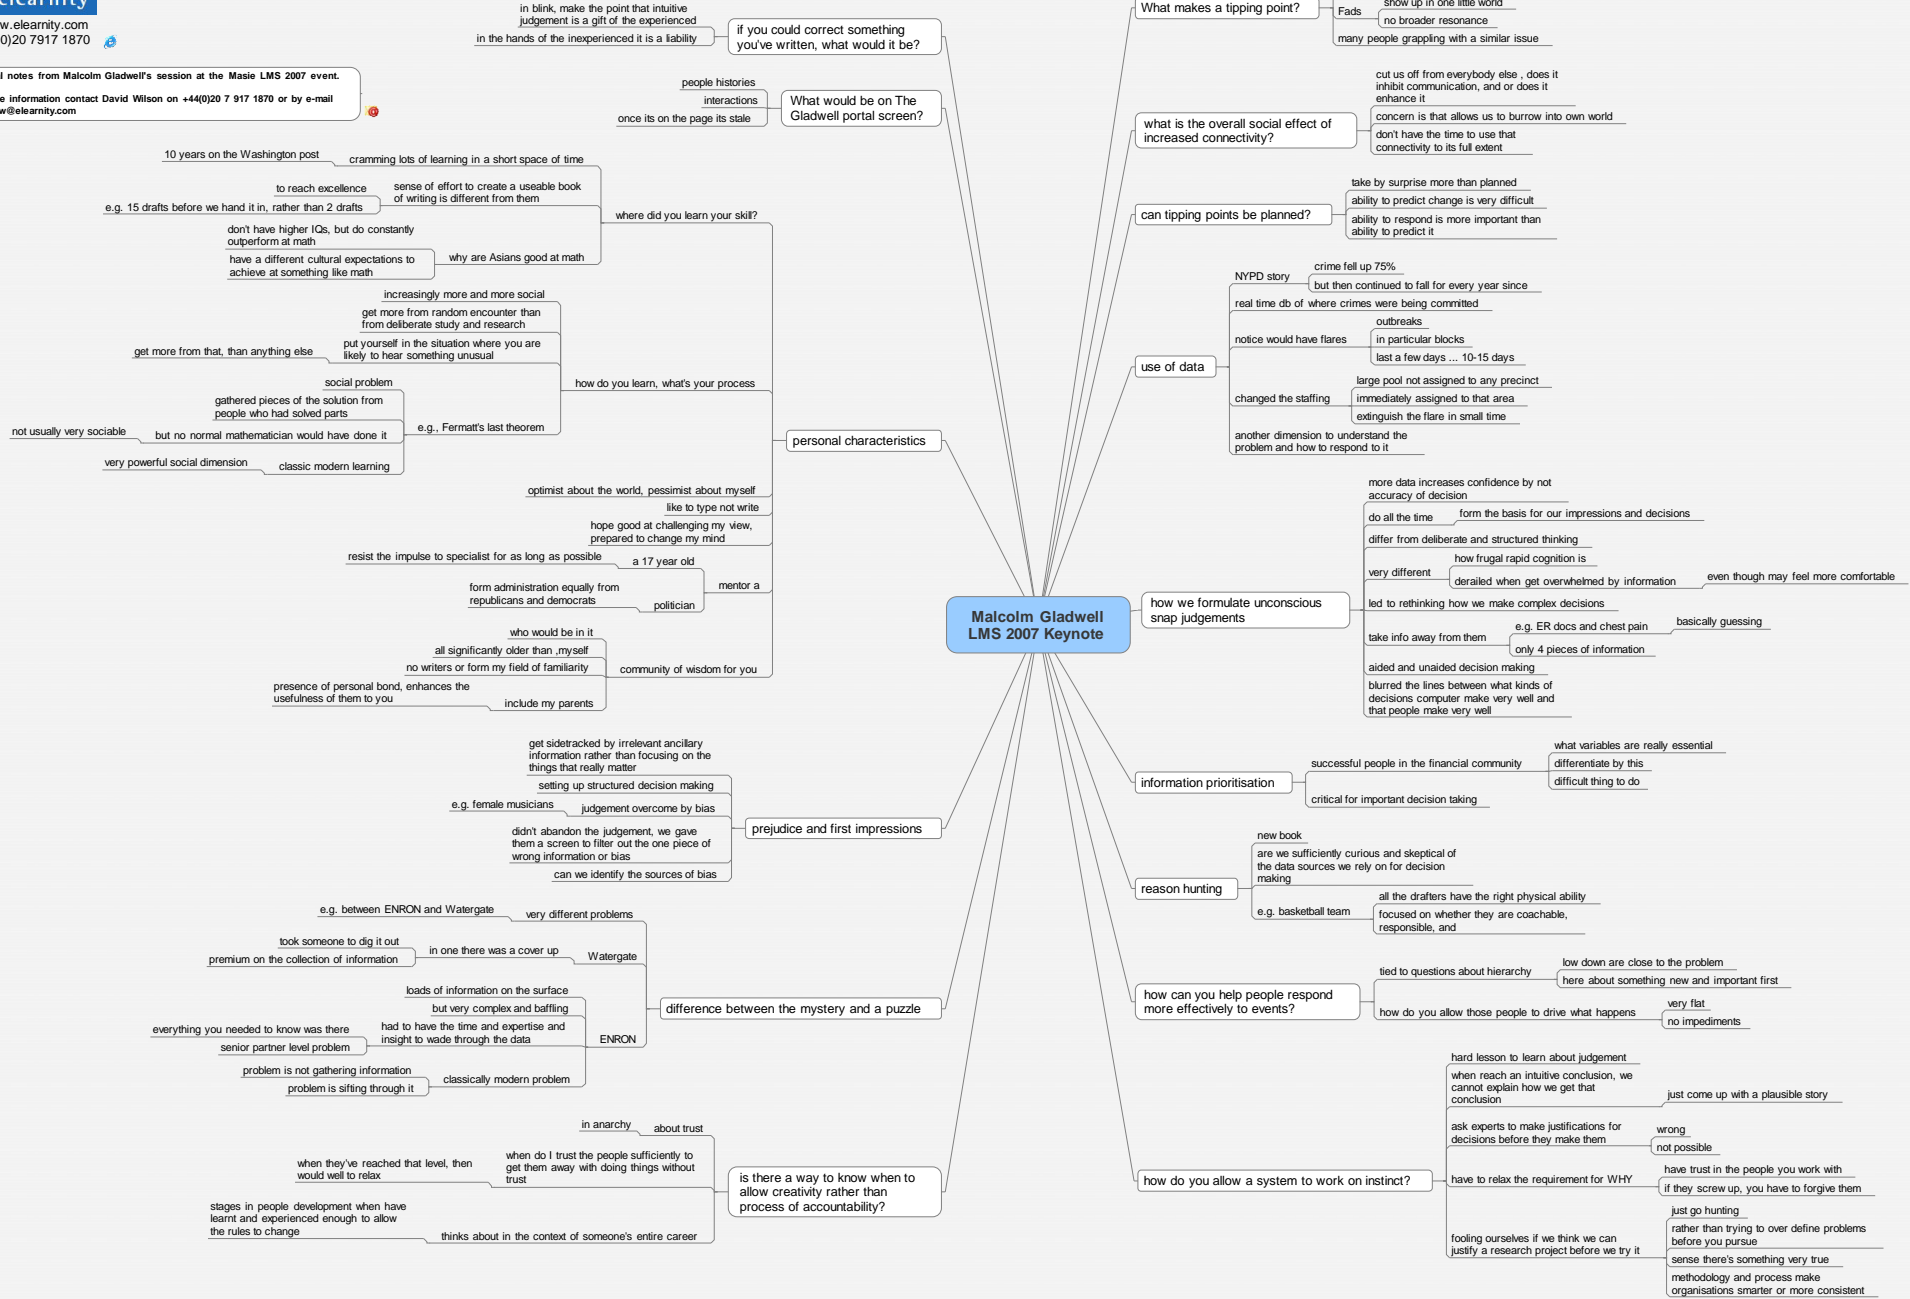 elearnity
w.elearnity.com
0)20 7917 1870
l notes from Malcolm Gladwell's session at the Masie LMS 2007 event.
e information contact David Wilson on +44(0)20 7 917 1870 or by e-mail
w@elearnity.com
in blink, make the point that intuitive
judgement is a gift of the experienced
in the hands of the inexperienced it is a liability
if you could correct something
you've written, what would it be?
people histories
interactions
once its on the page its stale
What would be on The
Gladwell portal screen?
10 years on the Washington post
cramming lots of learning in a short space of time
to reach excellence
e.g. 15 drafts before we hand it in, rather than 2 drafts
sense of effort to create a useable book
of writing is different from them
where did you learn your skill?
don't have higher IQs, but do constantly
outperform at math
have a different cultural expectations to
achieve at something like math
why are Asians good at math
increasingly more and more social
get more from random encounter than
from deliberate study and research
get more from that, than anything else
put yourself in the situation where you are
likely to hear something unusual
how do you learn, what's your process
social problem
gathered pieces of the solution from
people who had solved parts
not usually very sociable
but no normal mathematician would have done it
e.g., Fermatt's last theorem
very powerful social dimension
classic modern learning
personal characteristics
optimist about the world, pessimist about myself
like to type not write
hope good at challenging my view,
prepared to change my mind
resist the impulse to specialist for as long as possible
a 17 year old
mentor a
form administration equally from
republicans and democrats
politician
who would be in it
all significantly older than ,myself
no writers or form my field of familiarity
community of wisdom for you
presence of personal bond, enhances the
usefulness of them to you
include my parents
get sidetracked by irrelevant ancillary
information rather than focusing on the
things that really matter
setting up structured decision making
e.g. female musicians
judgement overcome by bias
prejudice and first impressions
didn't abandon the judgement, we gave
them a screen to filter out the one piece of
wrong information or bias
can we identify the sources of bias
e.g. between ENRON and Watergate
very different problems
took someone to dig it out
premium on the collection of information
in one there was a cover up
Watergate
loads of information on the surface
but very complex and baffling
everything you needed to know was there
senior partner level problem
had to have the time and expertise and
insight to wade through the data
ENRON
difference between the mystery and a puzzle
problem is not gathering information
problem is sifting through it
classically modern problem
in anarchy
about trust
when they've reached that level, then
would well to relax
when do I trust the people sufficiently to
get them away with doing things without
trust
is there a way to know when to
allow creativity rather than
process of accountability?
stages in people development when have
learnt and experienced enough to allow
the rules to change
thinks about in the context of someone's entire career
Malcolm Gladwell
LMS 2007 Keynote
What makes a tipping point?
Fads
show up in one little world
no broader resonance
many people grappling with a similar issue
what is the overall social effect of
increased connectivity?
cut us off from everybody else , does it
inhibit communication, and or does it
enhance it
concern is that allows us to burrow into own world
don't have the time to use that
connectivity to its full extent
can tipping points be planned?
take by surprise more than planned
ability to predict change is very difficult
ability to respond is more important than
ability to predict it
use of data
NYPD story
crime fell up 75%
but then continued to fall for every year since
real time db of where crimes were being committed
notice would have flares
outbreaks
in particular blocks
last a few days ... 10-15 days
changed the staffing
large pool not assigned to any precinct
immediately assigned to that area
extinguish the flare in small time
another dimension to understand the
problem and how to respond to it
how we formulate unconscious
snap judgements
more data increases confidence by not
accuracy of decision
do all the time
form the basis for our impressions and decisions
differ from deliberate and structured thinking
very different
how frugal rapid cognition is
derailed when get overwhelmed by information
even though may feel more comfortable
led to rethinking how we make complex decisions
take info away from them
e.g. ER docs and chest pain
basically guessing
only 4 pieces of information
aided and unaided decision making
blurred the lines between what kinds of
decisions computer make very well and
that people make very well
information prioritisation
successful people in the financial community
what variables are really essential
differentiate by this
difficult thing to do
critical for important decision taking
reason hunting
new book
are we sufficiently curious and skeptical of
the data sources we rely on for decision
making
e.g. basketball team
all the drafters have the right physical ability
focused on whether they are coachable,
responsible, and
how can you help people respond
more effectively to events?
tied to questions about hierarchy
low down are close to the problem
here about something new and important first
how do you allow those people to drive what happens
very flat
no impediments
how do you allow a system to work on instinct?
hard lesson to learn about judgement
when reach an intuitive conclusion, we
cannot explain how we get that
conclusion
just come up with a plausible story
ask experts to make justifications for
decisions before they make them
wrong
not possible
have to relax the requirement for WHY
have trust in the people you work with
if they screw up, you have to forgive them
fooling ourselves if we think we can
justify a research project before we try it
just go hunting
rather than trying to over define problems
before you pursue
sense there's something very true
methodology and process make
organisations smarter or more consistent